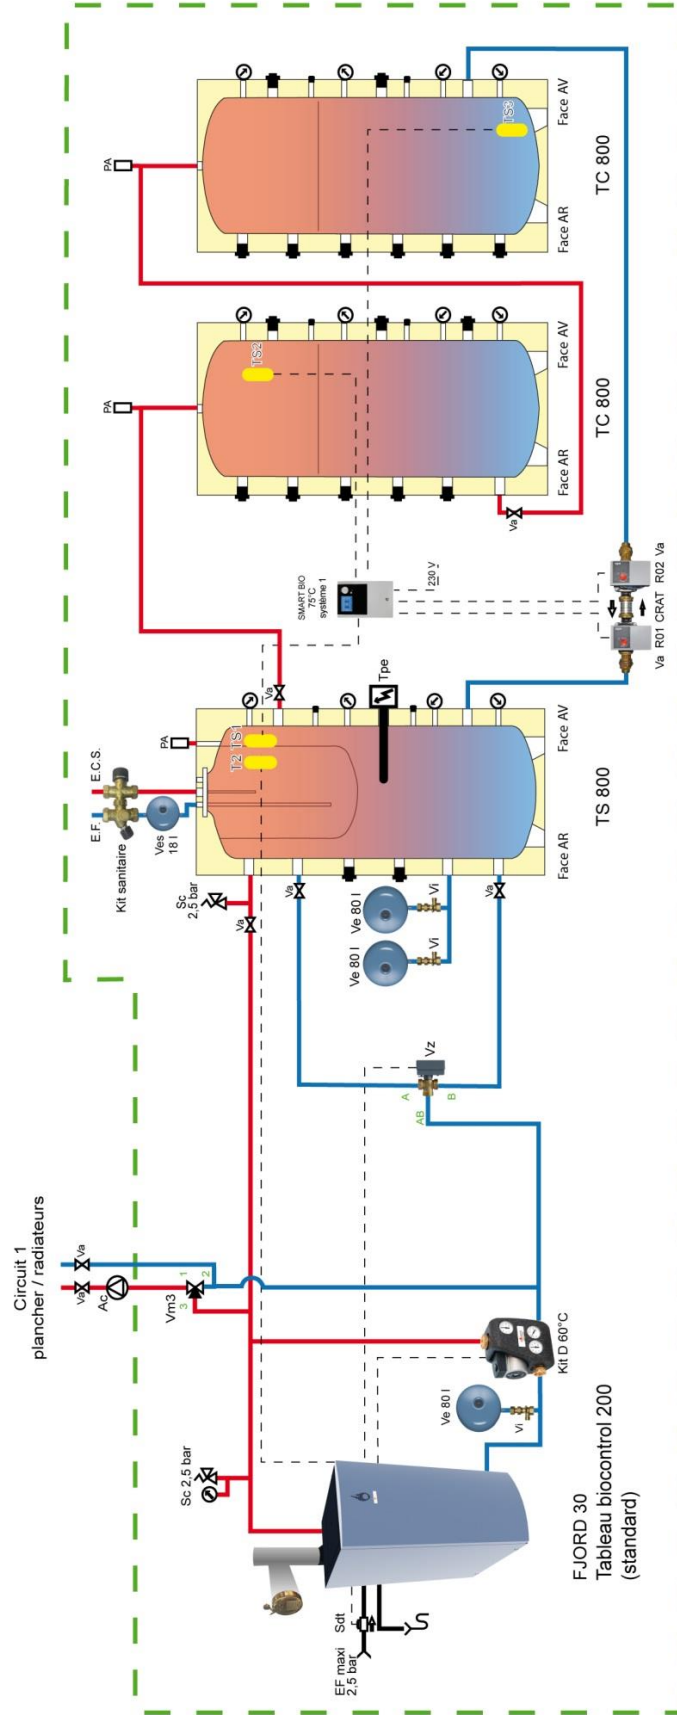 Circuit 1
plancher / radiateurs
Va
Va
Ac
Vm3
1
2
3
Sc 2,5 bar
EF maxi
2,5 bar
Sdt
S
FJORD 30
Tableau biocontrol 200
(standard)
Ve 80 l
Vi
Kit D 60°C
Vz
A
AB
B
Sc
2,5 bar
Va
Va
Va
Ve 80 l
Ve 80 l
Vi
Vi
E.F.
E.C.S.
Kit sanitaire
Ves
18 l
PA
T2
TS1
Va
Tpe
Face AR
Face AV
TS 800
SMART BIO
75°C
système 1
230 V
Va R01 CRAT R02 Va
PA
TS2
Va
Face AR
Face AV
TC 800
PA
TS3
Face AR
Face AV
TC 800